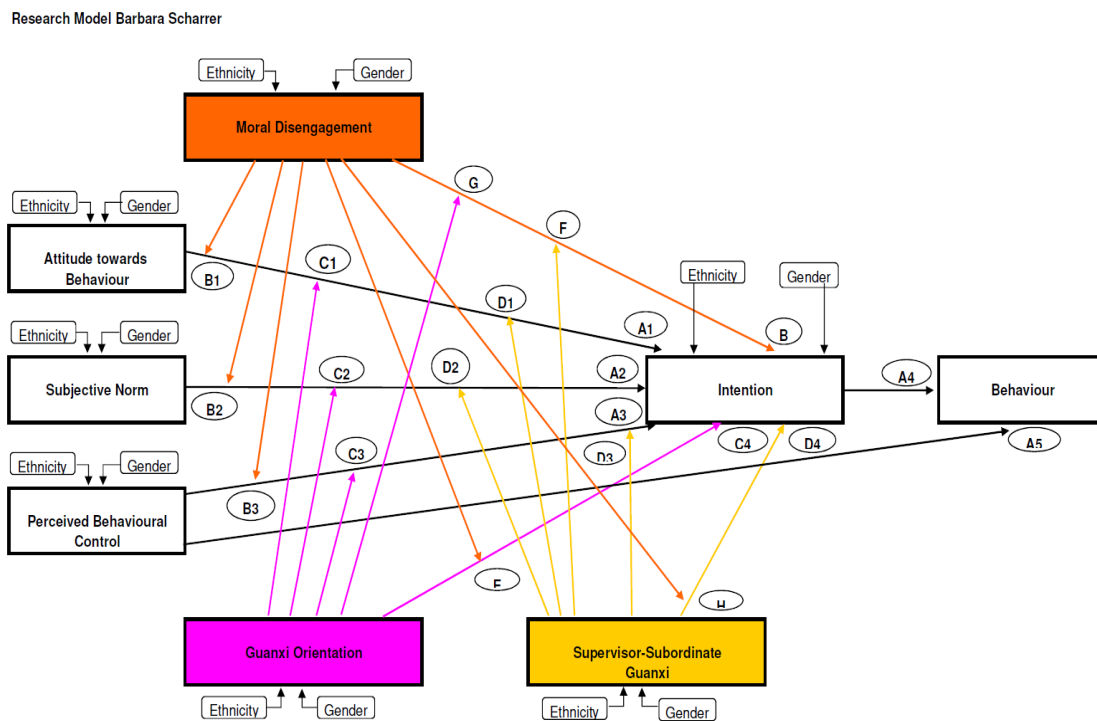 Research Model Barbara Scharrer
Ethnicity
Gender
Moral Disengagement
G
Ethnicity
Gender
F
Attitude towards
Behaviour
B1
C1
D1
Ethnicity
Gender
A1
B
Ethnicity
Gender
Subjective Norm
B2
C2
D2
A2
Intention
A4
Behaviour
A3
C4
D4
A5
Ethnicity
Gender
C3
D3
Perceived Behavioural
Control
B3
H
Guanxi Orientation
Supervisor-Subordinate
Guanxi
Ethnicity
Gender
Ethnicity
Gender